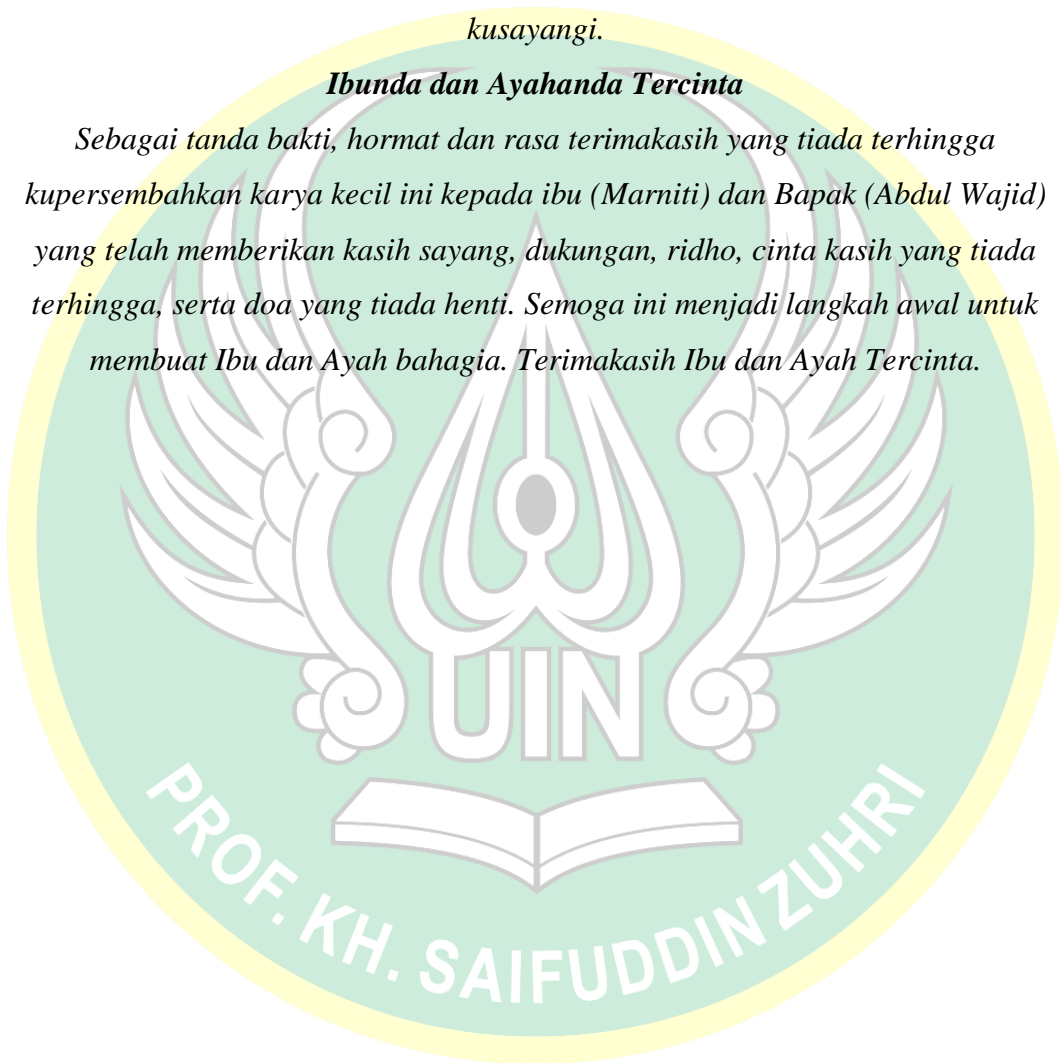 kusayangi.
Ibunda dan Ayahanda Tercinta
Sebagai tanda bakti, hormat dan rasa terimakasih yang tiada terhingga
kupersembahkan karya kecil ini kepada ibu (Marniti) dan Bapak (Abdul Wajid)
yang telah memberikan kasih sayang, dukungan, ridho, cinta kasih yang tiada
terhingga, serta doa yang tiada henti. Semoga ini menjadi langkah awal untuk
membuat Ibu dan Ayah bahagia. Terimakasih Ibu dan Ayah Tercinta.
UIN
PROF. KH. SAIFUDDIN ZUHRI